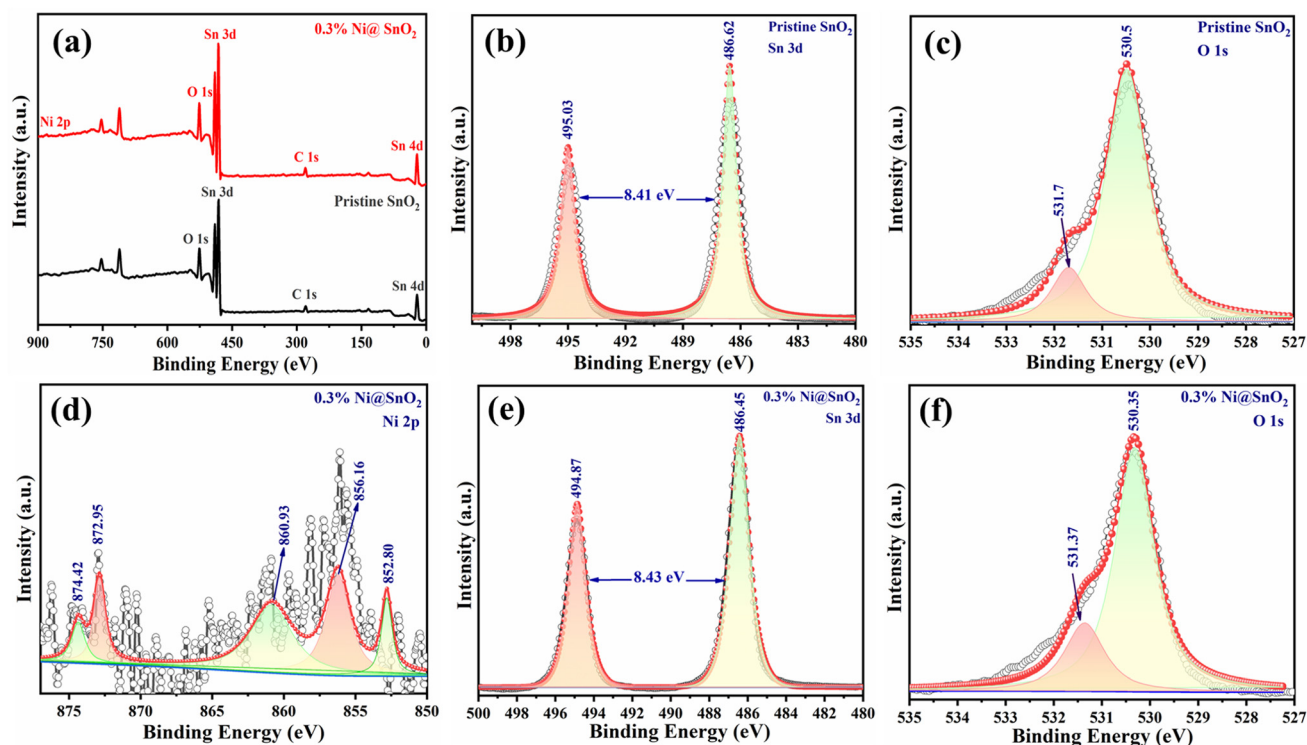 (a)
0.3% Ni@ SnO₂
Sn 3d
O 1s
Ni 2p
C 1s
Sn 4d
Sn 3d
Pristine SnO₂
O 1s
C 1s
Sn 4d
Intensity (a.u.)
900 750 600 450 300 150 0
Binding Energy (eV)
(b)
Pristine SnO₂
Sn 3d
486.62
495.03
8.41 eV
Intensity (a.u.)
498 495 492 489 486 483 480
Binding Energy (eV)
(c)
Pristine SnO₂
O 1s
530.5
531.7
Intensity (a.u.)
535 534 533 532 531 530 529 528 527
Binding Energy (eV)
(d)
0.3% Ni@SnO₂
Ni 2p
874.42
872.95
860.93
856.16
852.80
Intensity (a.u.)
875 870 865 860 855 850
Binding Energy (eV)
(e)
0.3% Ni@SnO₂
Sn 3d
486.45
494.87
8.43 eV
Intensity (a.u.)
500 498 496 494 492 490 488 486 484 482 480
Binding Energy (eV)
(f)
0.3% Ni@SnO₂
O 1s
530.35
531.37
Intensity (a.u.)
535 534 533 532 531 530 529 528 527
Binding Energy (eV)